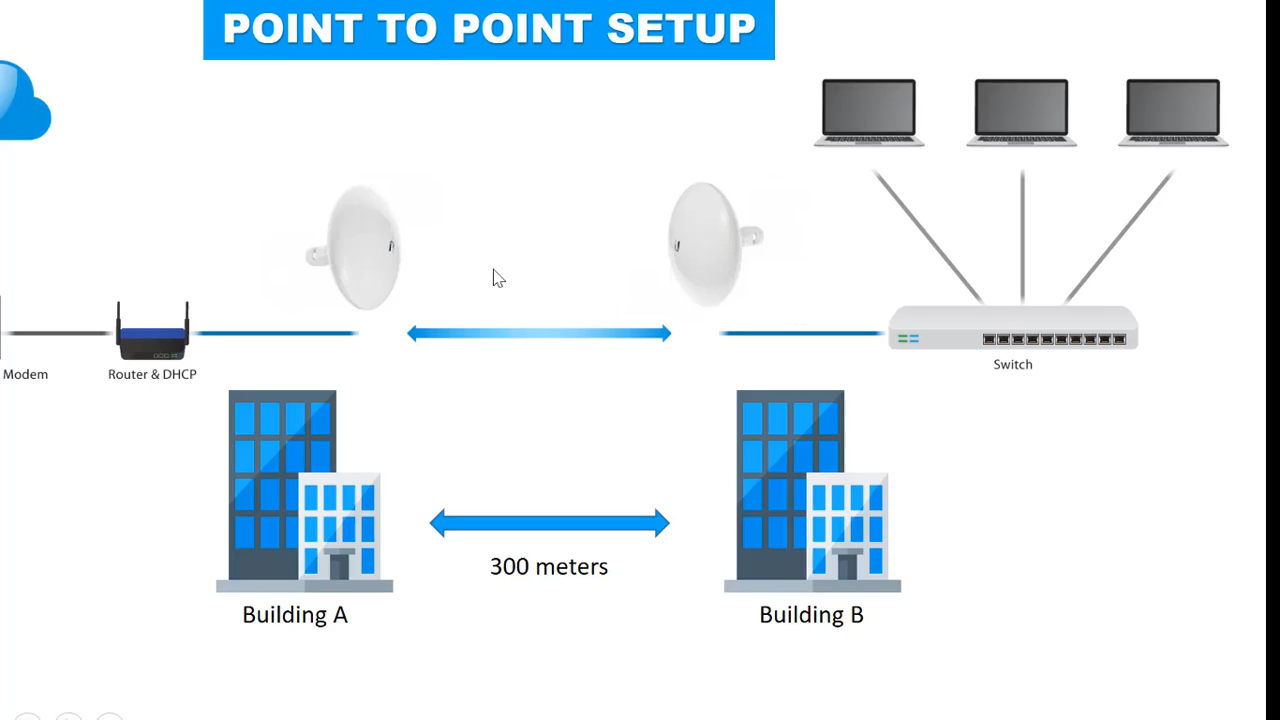 POINT TO POINT SETUP
Modem
Router & DHCP
Switch
300 meters
Building A
Building B